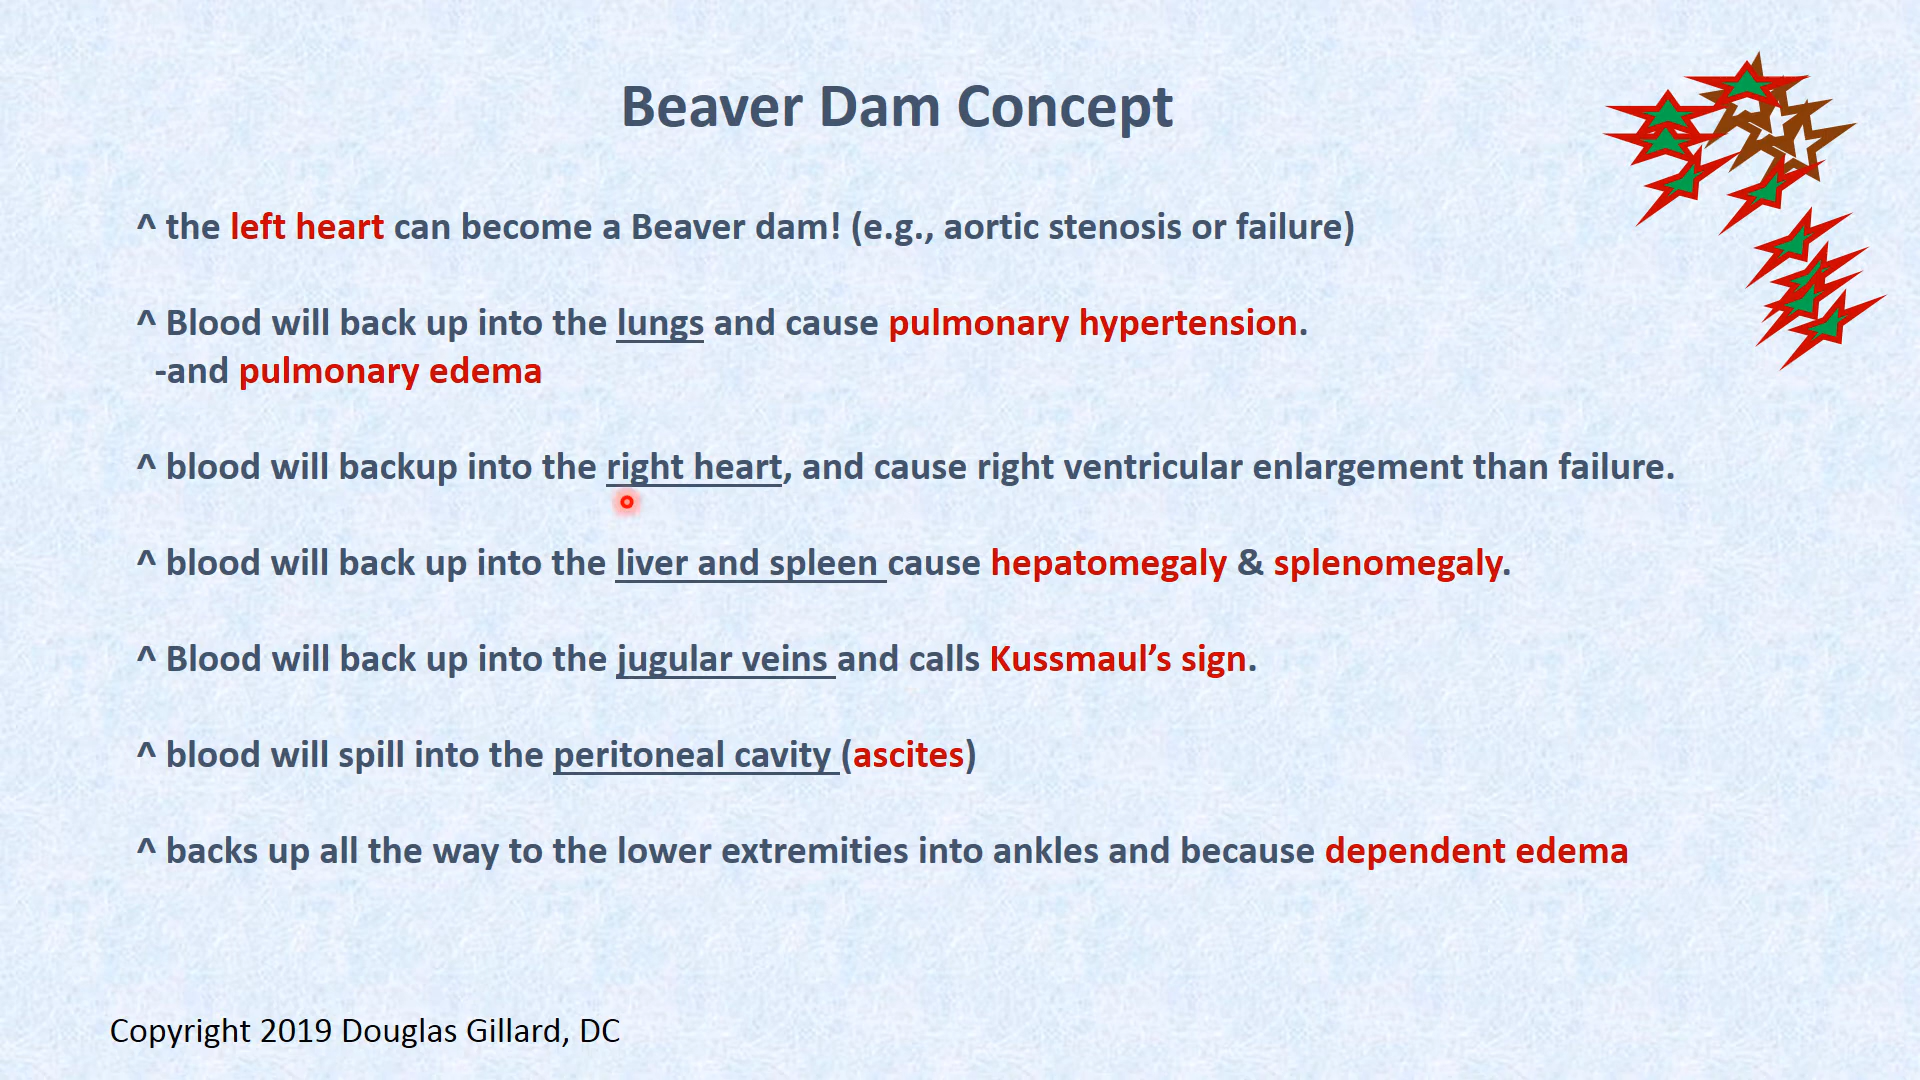 Beaver Dam Concept
^ the left heart can become a Beaver dam! (e.g., aortic stenosis or failure)
^ Blood will back up into the lungs and cause pulmonary hypertension.
-and pulmonary edema
^ blood will backup into the right heart, and cause right ventricular enlargement than failure.
^ blood will back up into the liver and spleen cause hepatomegaly & splenomegaly.
^ Blood will back up into the jugular veins and calls Kussmaul’s sign.
^ blood will spill into the peritoneal cavity (ascites)
^ backs up all the way to the lower extremities into ankles and because dependent edema
Copyright 2019 Douglas Gillard, DC